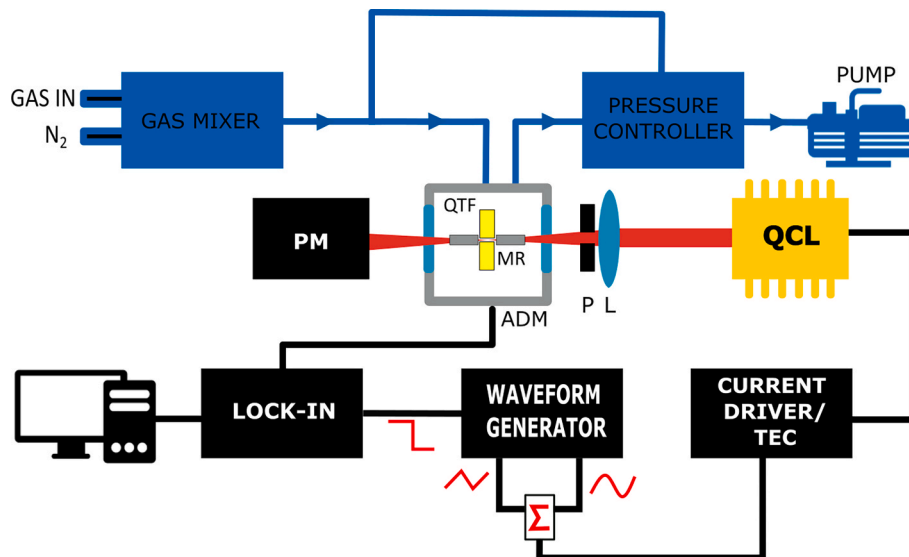 PUMP
GAS IN
N₂
GAS MIXER
PRESSURE
CONTROLLER
QTF
PM
MR
QCL
P L
ADM
LOCK-IN
WAVEFORM
GENERATOR
CURRENT
DRIVER/
TEC
Σ